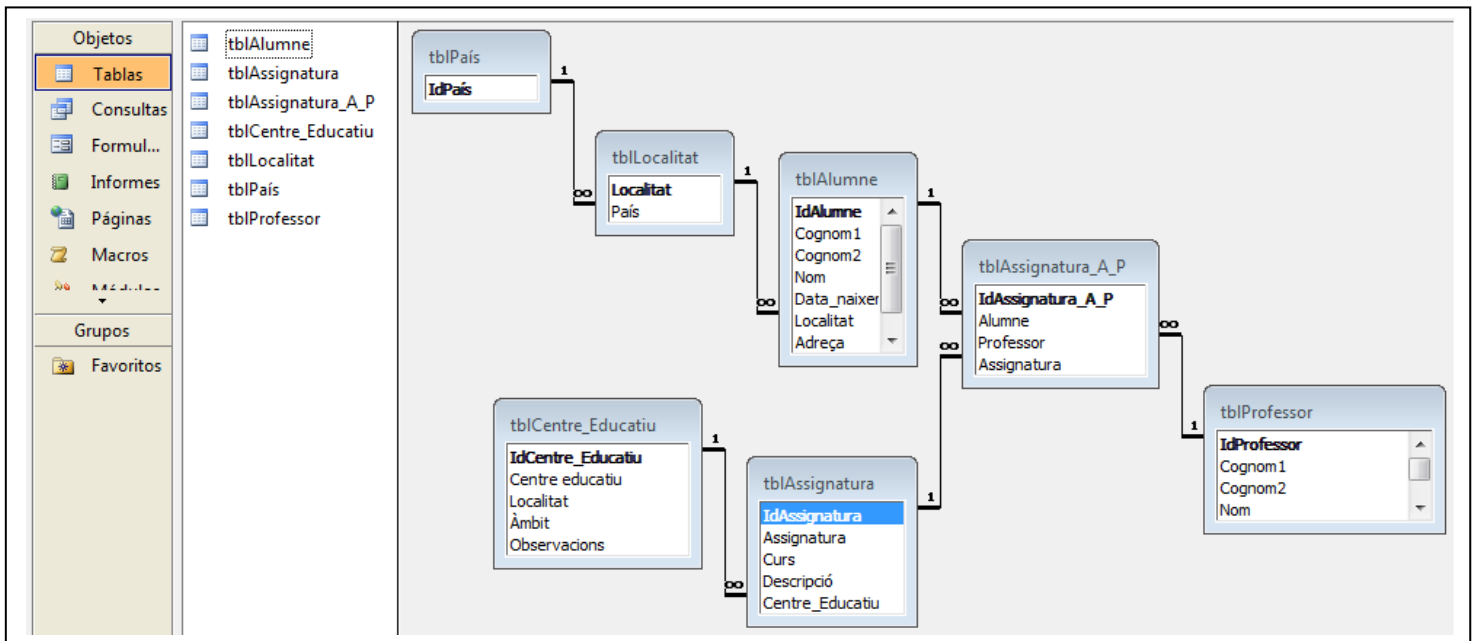 Objetos
Tablas
Consultas
Formul...
Informes
Páginas
Macros
Grupos
Favoritos
tblAlumne
tblAssignatura
tblAssignatura_A_P
tblCentre_Educatiu
tblLocalitat
tblPaís
tblProfessor
tblPaís
IdPaís
1
∞
tblLocalitat
Localitat
País
1
∞
tblAlumne
IdAlumne
Cognom1
Cognom2
Nom
Data_naixer
Localitat
Adreça
1
∞
∞
tblAssignatura_A_P
IdAssignatura_A_P
Alumne
Professor
Assignatura
∞
1
tblProfessor
IdProfessor
Cognom1
Cognom2
Nom
tblCentre_Educatiu
IdCentre_Educatiu
Centre educatiu
Localitat
Àmbit
Observacions
1
∞
tblAssignatura
IdAssignatura
Assignatura
Curs
Descripció
Centre_Educatiu
1